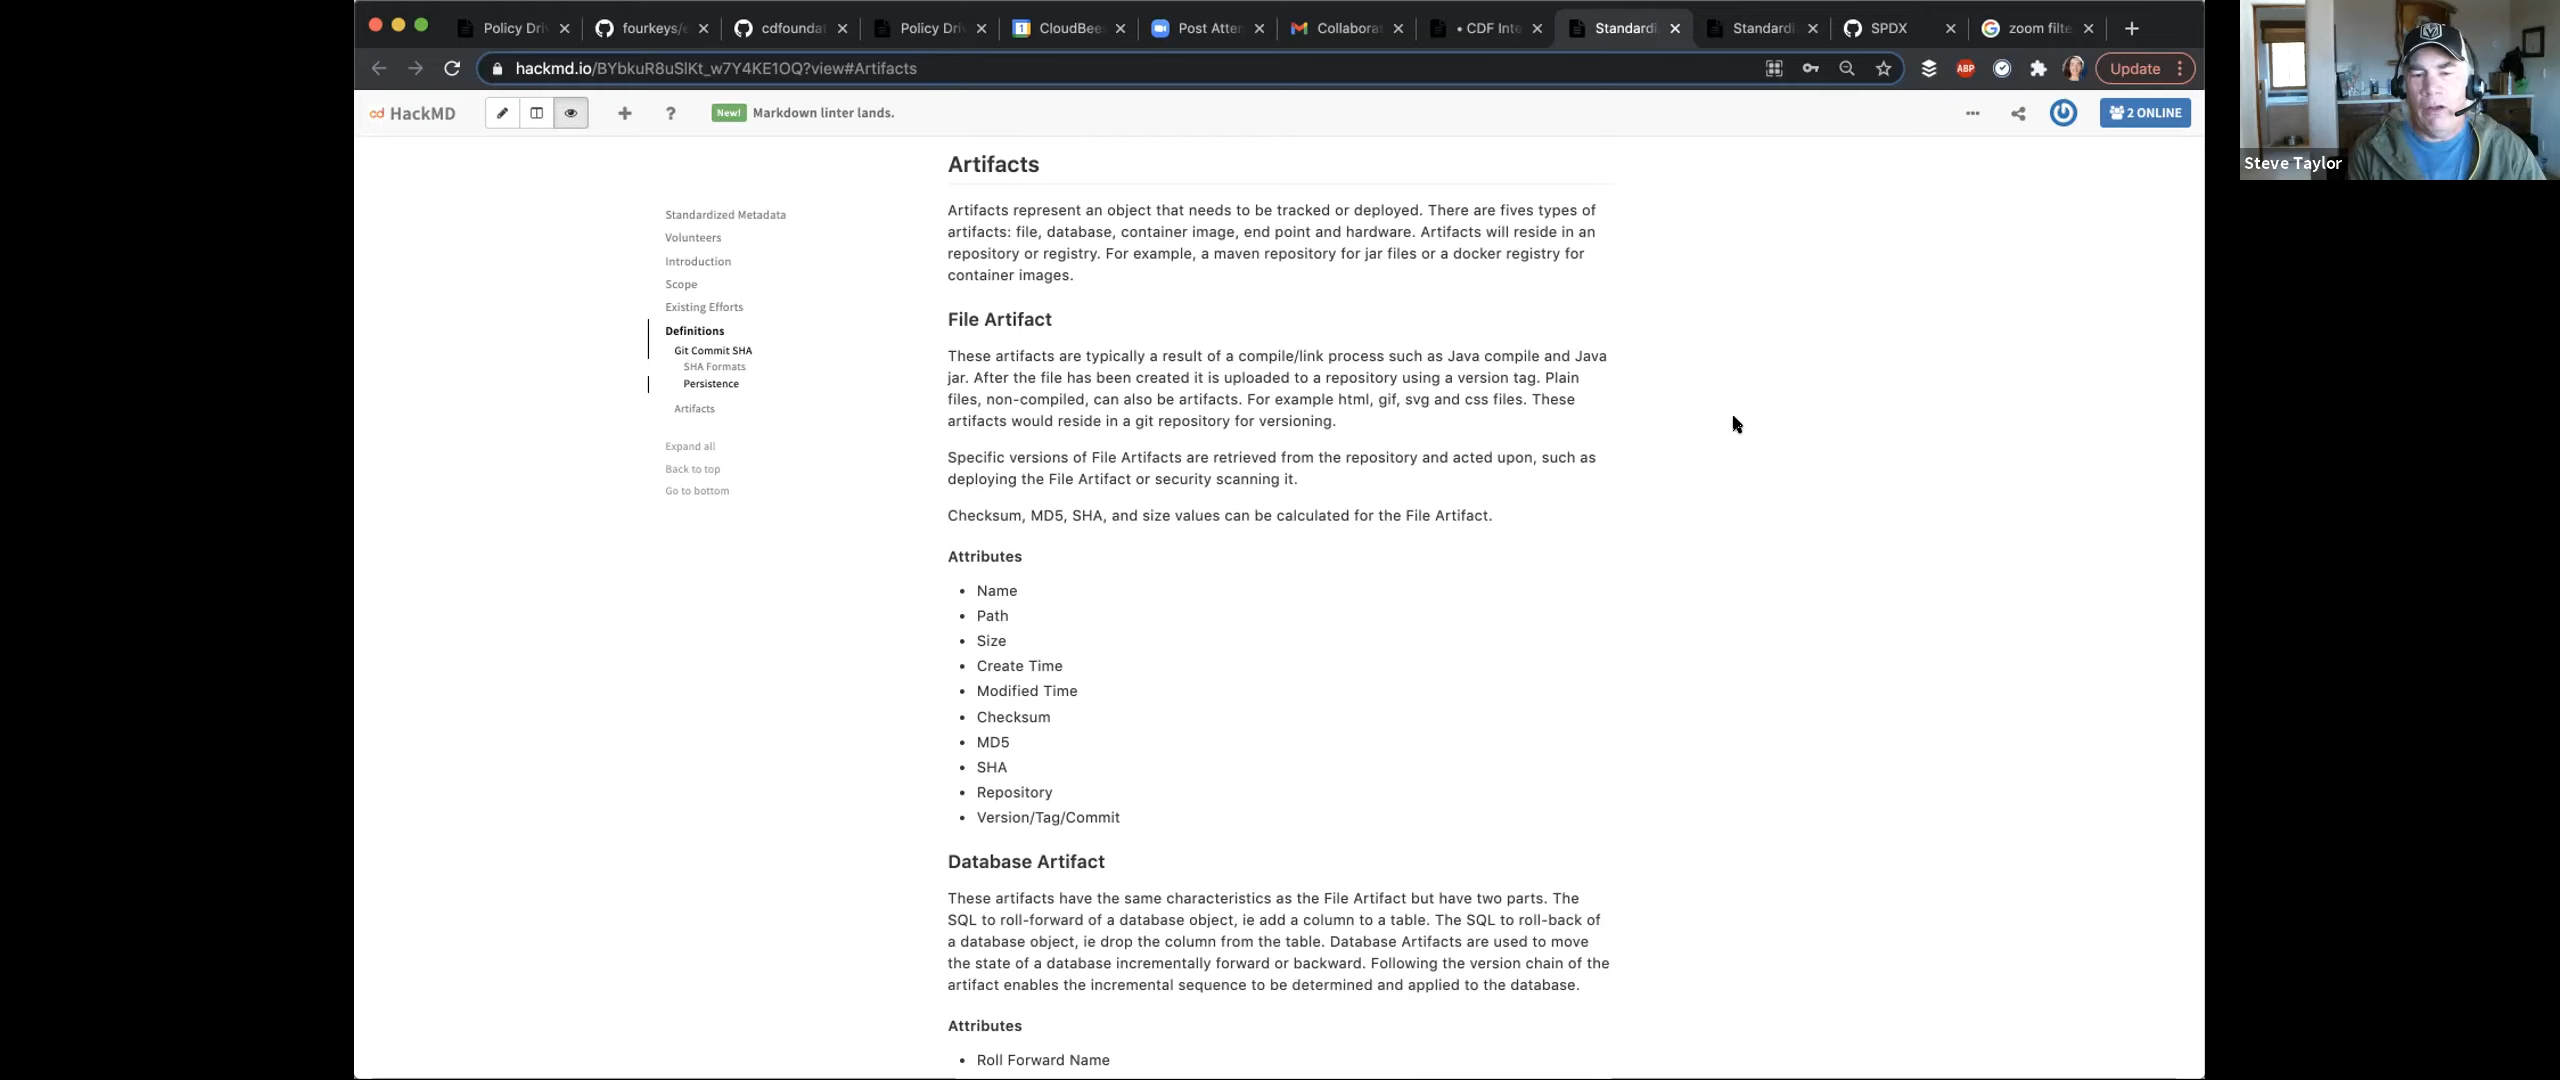 Policy Dri
fourkeys/e
cdfoundat
Policy Dri
CloudBee
Post Atter
Collaborat
• CDF Inte
Standardi
Standardi
SPDX
zoom filte
hackmd.io/BYbkuR8uSlKt_w7Y4KE1OQ?view#Artifacts
ABP
Update
HackMD
New! Markdown linter lands.
2 ONLINE
Steve Taylor
Standardized Metadata
Volunteers
Introduction
Scope
Existing Efforts
Definitions
Git Commit SHA
SHA Formats
Persistence
Artifacts
Expand all
Back to top
Go to bottom
Artifacts
Artifacts represent an object that needs to be tracked or deployed. There are fives types of
artifacts: file, database, container image, end point and hardware. Artifacts will reside in an
repository or registry. For example, a maven repository for jar files or a docker registry for
container images.
File Artifact
These artifacts are typically a result of a compile/link process such as Java compile and Java
jar. After the file has been created it is uploaded to a repository using a version tag. Plain
files, non-compiled, can also be artifacts. For example html, gif, svg and css files. These
artifacts would reside in a git repository for versioning.
Specific versions of File Artifacts are retrieved from the repository and acted upon, such as
deploying the File Artifact or security scanning it.
Checksum, MD5, SHA, and size values can be calculated for the File Artifact.
Attributes
• Name
• Path
• Size
• Create Time
• Modified Time
• Checksum
• MD5
• SHA
• Repository
• Version/Tag/Commit
Database Artifact
These artifacts have the same characteristics as the File Artifact but have two parts. The
SQL to roll-forward of a database object, ie add a column to a table. The SQL to roll-back of
a database object, ie drop the column from the table. Database Artifacts are used to move
the state of a database incrementally forward or backward. Following the version chain of the
artifact enables the incremental sequence to be determined and applied to the database.
Attributes
• Roll Forward Name